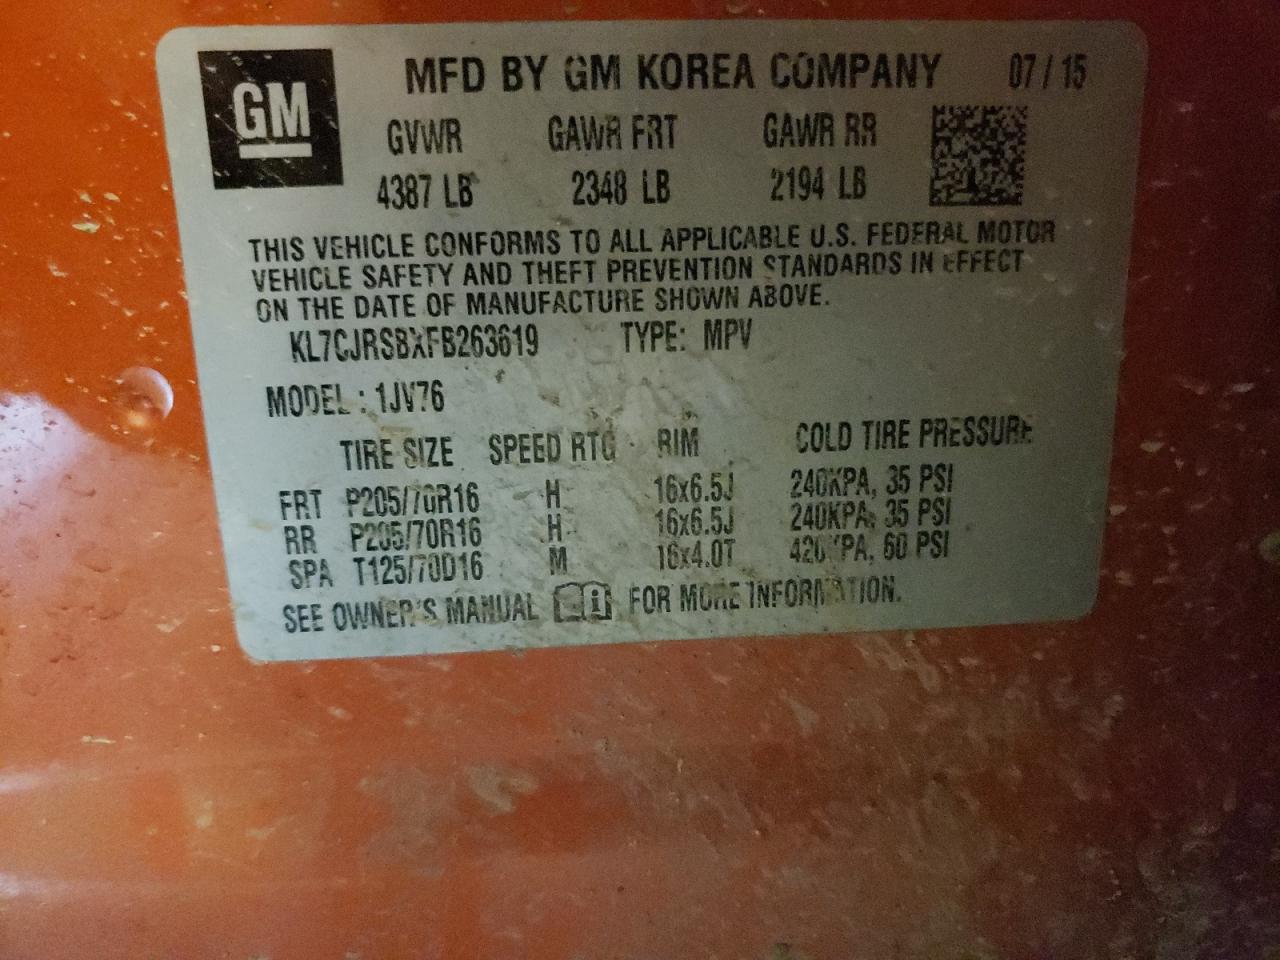 GM
MFD BY GM KOREA COMPANY 07 / 15
GVWR GAWR FRT GAWR RR
4387 LB 2348 LB 2194 LB
THIS VEHICLE CONFORMS TO ALL APPLICABLE U.S. FEDERAL MOTOR
VEHICLE SAFETY AND THEFT PREVENTION STANDARDS IN EFFECT
ON THE DATE OF MANUFACTURE SHOWN ABOVE.
KL7CJRSBXFB263619 TYPE: MPV
MODEL : 1JV76
TIRE SIZE SPEED RTG RIM COLD TIRE PRESSURE
FRT P205/70R16 H 16x6.5J 240KPA, 35 PSI
RR P205/70R16 H 16x6.5J 240KPA, 35 PSI
SPA T125/70D16 M 16x4.0T 420KPA, 60 PSI
SEE OWNER'S MANUAL i FOR MORE INFORMATION.